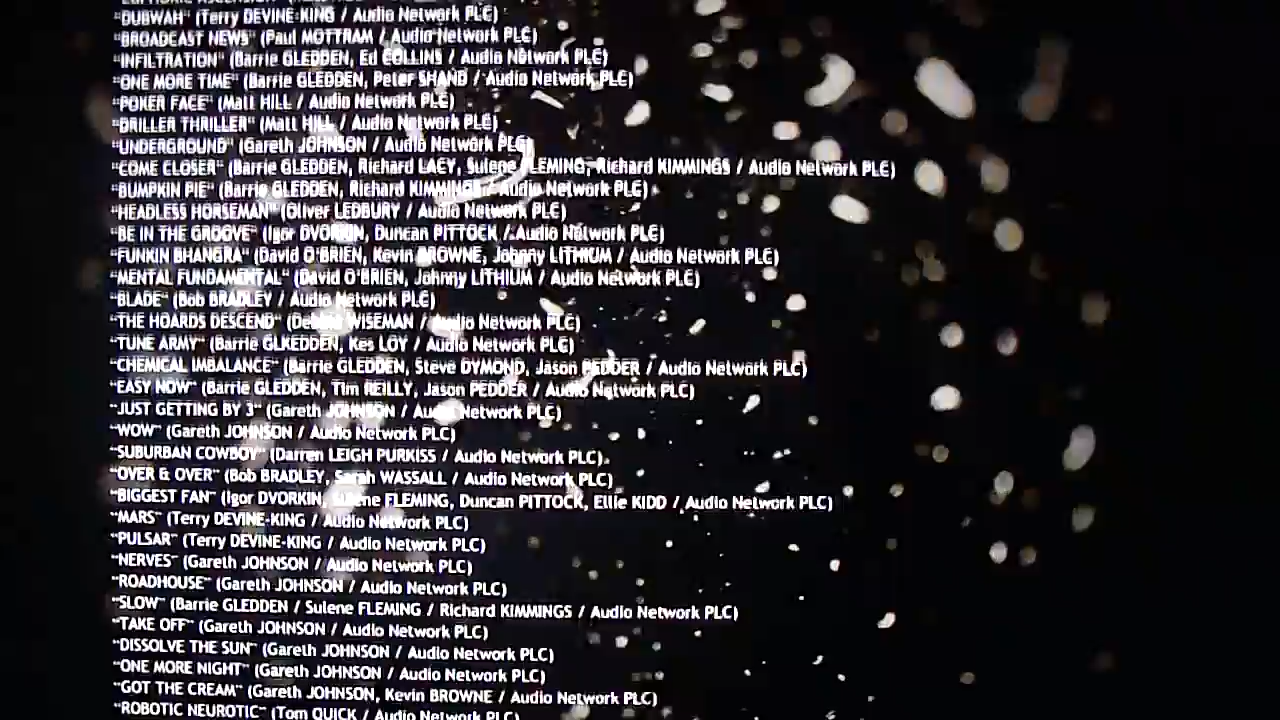 "DUBWAH" (Terry DEVINE-KING / Audio Network PLC)
"BROADCAST NEWS" (Paul MOTTRAM / Audio Network PLC)
"INFILTRATION" (Barrie GLEDDEN, Ed COLLINS / Audio Network PLC)
"ONE MORE TIME" (Barrie GLEDDEN, Peter SHAND / Audio Network PLC)
"POKER FACE" (Matt HILL / Audio Network PLC)
"DRILLER THRILLER" (Matt HILL / Audio Network PLC)
"UNDERGROUND" (Gareth JOHNSON / Audio Network PLC)
"COME CLOSER" (Barrie GLEDDEN, Richard LACY, Sulene FLEMING, Richard KIMMINGS / Audio Network PLC)
"BUMPKIN PIE" (Barrie GLEDDEN, Richard KIMMINGS / Audio Network PLC)
"HEADLESS HORSEMAN" (Oliver LEDBURY / Audio Network PLC)
"BE IN THE GROOVE" (Igor DVORKIN, Duncan PITTOCK / Audio Network PLC)
"FUNKIN BHANGRA" (David O'BRIEN, Kevin BROWNE, Johnny LITHIUM / Audio Network PLC)
"MENTAL FUNDAMENTAL" (David O'BRIEN, Johnny LITHIUM / Audio Network PLC)
"BLADE" (Bob BRADLEY / Audio Network PLC)
"THE HOARDS DESCEND" (Debbie WISEMAN / Audio Network PLC)
"TUNE ARMY" (Barrie GLKEDDEN, Kes LOY / Audio Network PLC)
"CHEMICAL IMBALANCE" (Barrie GLEDDEN, Steve DYMOND, Jason PEDDER / Audio Network PLC)
"EASY NOW" (Barrie GLEDDEN, Tim REILLY, Jason PEDDER / Audio Network PLC)
"JUST GETTING BY 3" (Gareth JOHNSON / Audio Network PLC)
"WOW" (Gareth JOHNSON / Audio Network PLC)
"SUBURBAN COWBOY" (Darren LEIGH PURKISS / Audio Network PLC)
"OVER & OVER" (Bob BRADLEY, Sarah WASSALL / Audio Network PLC)
"BIGGEST FAN" (Igor DVORKIN, Sulene FLEMING, Duncan PITTOCK, Ellie KIDD / Audio Network PLC)
"MARS" (Terry DEVINE-KING / Audio Network PLC)
"PULSAR" (Terry DEVINE-KING / Audio Network PLC)
"NERVES" (Gareth JOHNSON / Audio Network PLC)
"ROADHOUSE" (Gareth JOHNSON / Audio Network PLC)
"SLOW" (Barrie GLEDDEN / Sulene FLEMING / Richard KIMMINGS / Audio Network PLC)
"TAKE OFF" (Gareth JOHNSON / Audio Network PLC)
"DISSOLVE THE SUN" (Gareth JOHNSON / Audio Network PLC)
"ONE MORE NIGHT" (Gareth JOHNSON / Audio Network PLC)
"GOT THE CREAM" (Gareth JOHNSON, Kevin BROWNE / Audio Network PLC)
"ROBOTIC NEUROTIC" (Tom QUICK / Audio Network PLC)